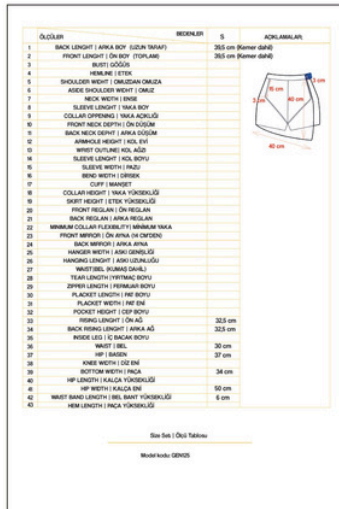 ÖLÇÜLER BEDENLER S AÇIKLAMALAR:
1 BACK LENGHT | ARKA BOY (UZUN TARAF) 39,5 cm (Kemer dahil)
2 FRONT LENGHT | ÖN BOY (TOPLAM) 39,5 cm (Kemer dahil)
3 BUST| GÖĞÜS
4 HEMLINE | ETEK
5 SHOULDER WIDHT | OMUZDAN OMUZA
6 ASIDE SHOULDER WIDHT | OMUZ
7 NECK WIDTH | ENSE
8 SLEEVE LENGHT | YAKA BOY
9 COLLAR OPPENING | YAKA AÇIKLIĞI
10 FRONT NECK DEPTH | ÖN DÜŞÜM
11 BACK NECK DEPHT | ARKA DÜŞÜM
12 ARMHOLE HEIGHT | KOL EVİ
13 WRIST OUTLINE| KOL AĞZI
14 SLEEVE LENGHT | KOL BOYU
15 SLEEVE WIDTH | PAZU
16 BEND WIDTH | DİRSEK
17 CUFF | MANŞET
18 COLLAR HEIGHT | YAKA YÜKSEKLİĞİ
19 SKIRT HEIGHT | ETEK YÜKSEKLİĞİ
20 FRONT REGLAN | ÖN REGLAN
21 BACK REGLAN | ARKA REGLAN
22 MINIMUM COLLAR FLEXIBILITY| MİNİMUM YAKA
23 FRONT MIRROR | ÖN AYNA (14 CM'DEN)
24 BACK MIRROR | ARKA AYNA
25 HANGER WIDTH | ASKI GENİŞLİĞİ
26 HANGING LENGHT | ASKI UZUNLUĞU
27 WAIST|BEL (KUMAŞ DAHİL)
28 TEAR LENGTH |YIRTMAÇ BOYU
29 ZIPPER LENGTH | FERMUAR BOYU
30 PLACKET LENGTH | PAT BOYU
31 PLACKET WIDTH | PAT ENİ
32 POCKET HEIGHT | CEP BOYU
33 RISING LENGHT | ÖN AĞ 32,5 cm
34 BACK RISING LENGHT | ARKA AĞ 32,5 cm
35 INSIDE LEG | İÇ BACAK BOYU
36 WAIST | BEL 30 cm
37 HIP | BASEN 37 cm
38 KNEE WIDTH | DİZ ENİ
39 BOTTOM WIDTH | PAÇA 34 cm
40 HIP LENGTH | KALÇA YÜKSEKLİĞİ
41 HIP WIDTH | KALÇA ENİ 50 cm
42 WAIST BAND LENGTH | BEL BANT YÜKSEKLİĞİ 6 cm
43 HEM LENGTH | PAÇA YÜKSEKLİĞİ
3 cm
15 cm
40 cm
40 cm
Size Sets | Ölçü Tablosu
Model kodu: GEN125